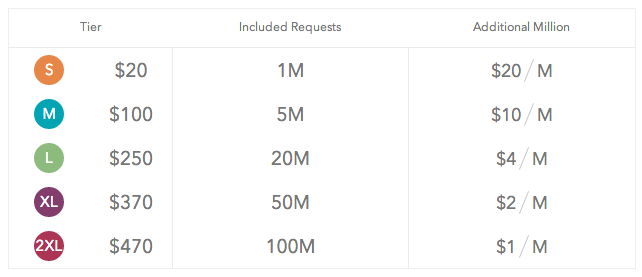 Tier Included Requests Additional Million
S $20 1M $20 / M
M $100 5M $10 / M
L $250 20M $4 / M
XL $370 50M $2 / M
2XL $470 100M $1 / M